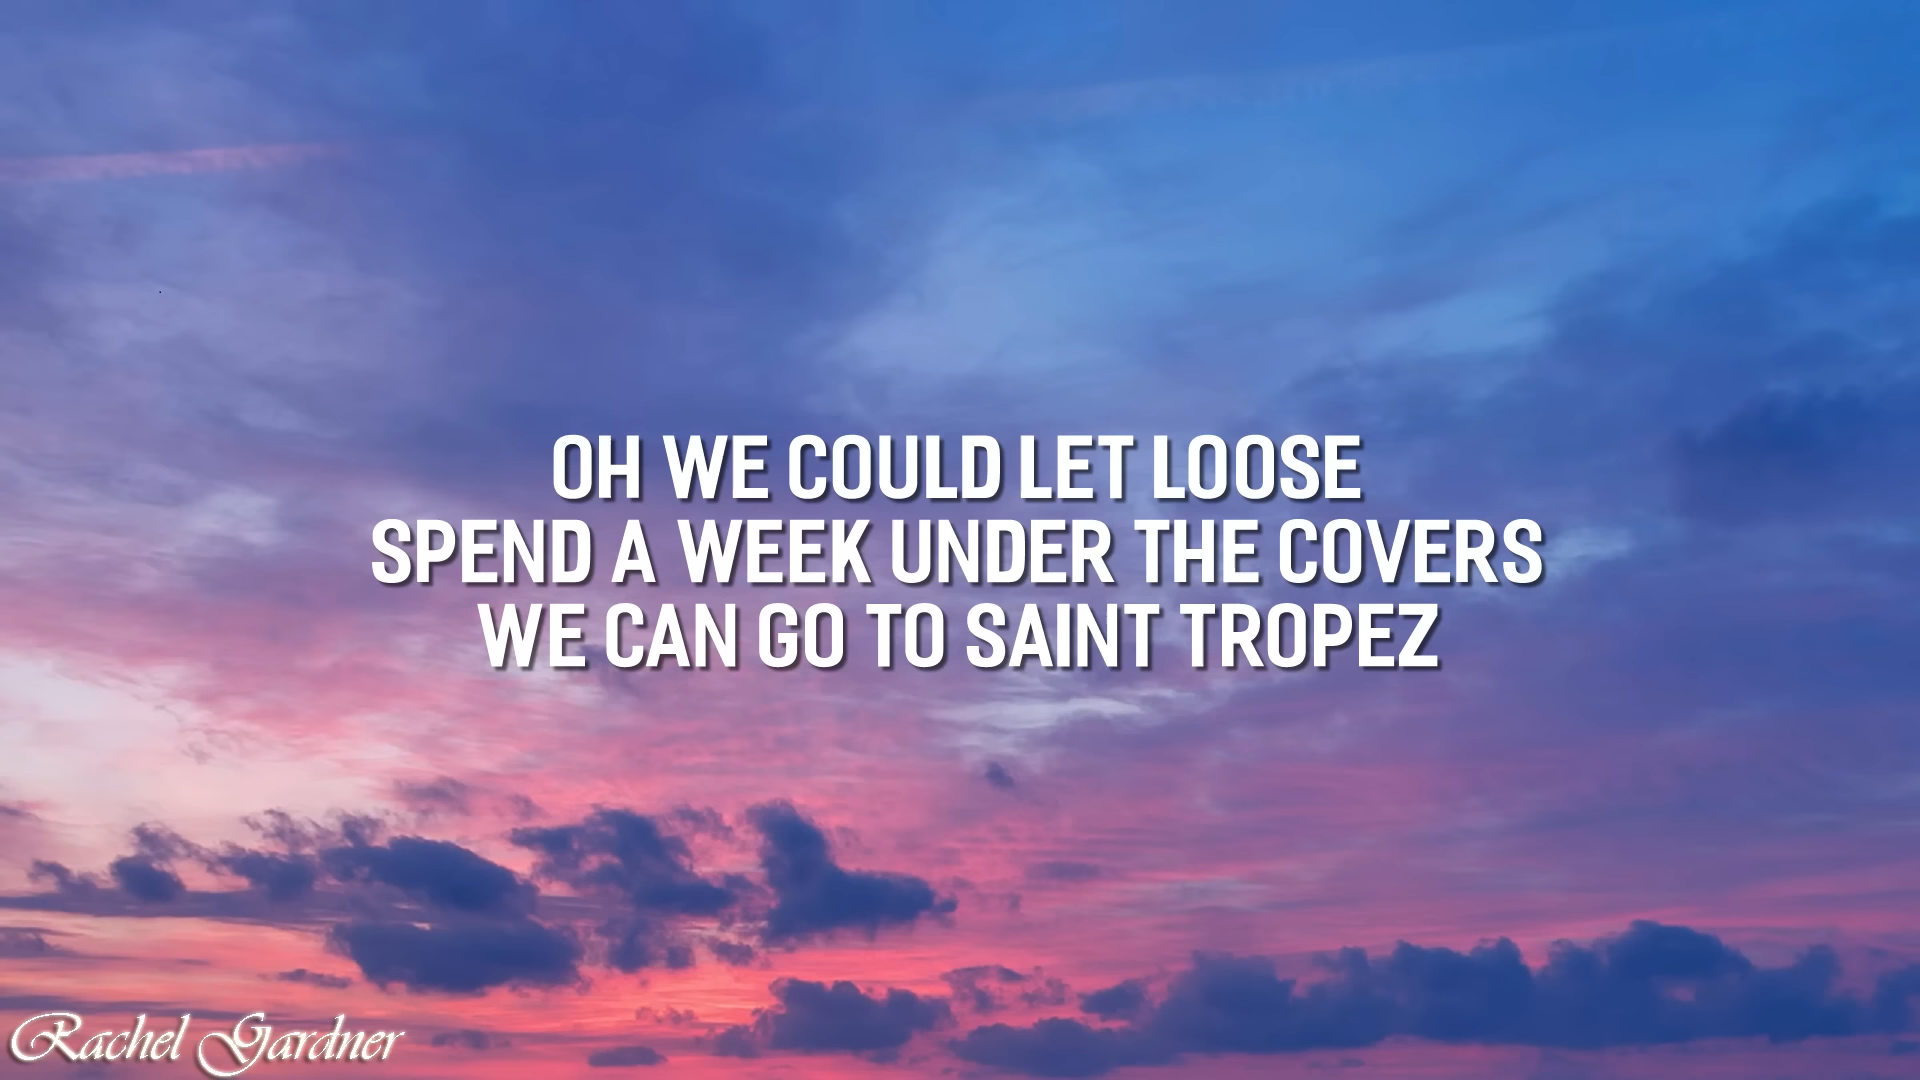 OH WE COULD LET LOOSE
SPEND A WEEK UNDER THE COVERS
WE CAN GO TO SAINT TROPEZ
Rachel Gardner